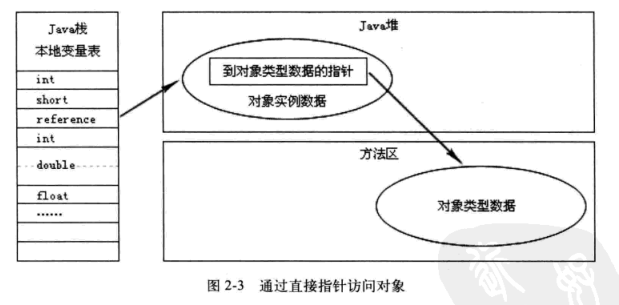 Java栈
本地变量表
int
short
reference
int
double
float
……
Java堆
到对象类型数据的指针
对象实例数据
方法区
对象类型数据
图 2-3 通过直接指针访问对象